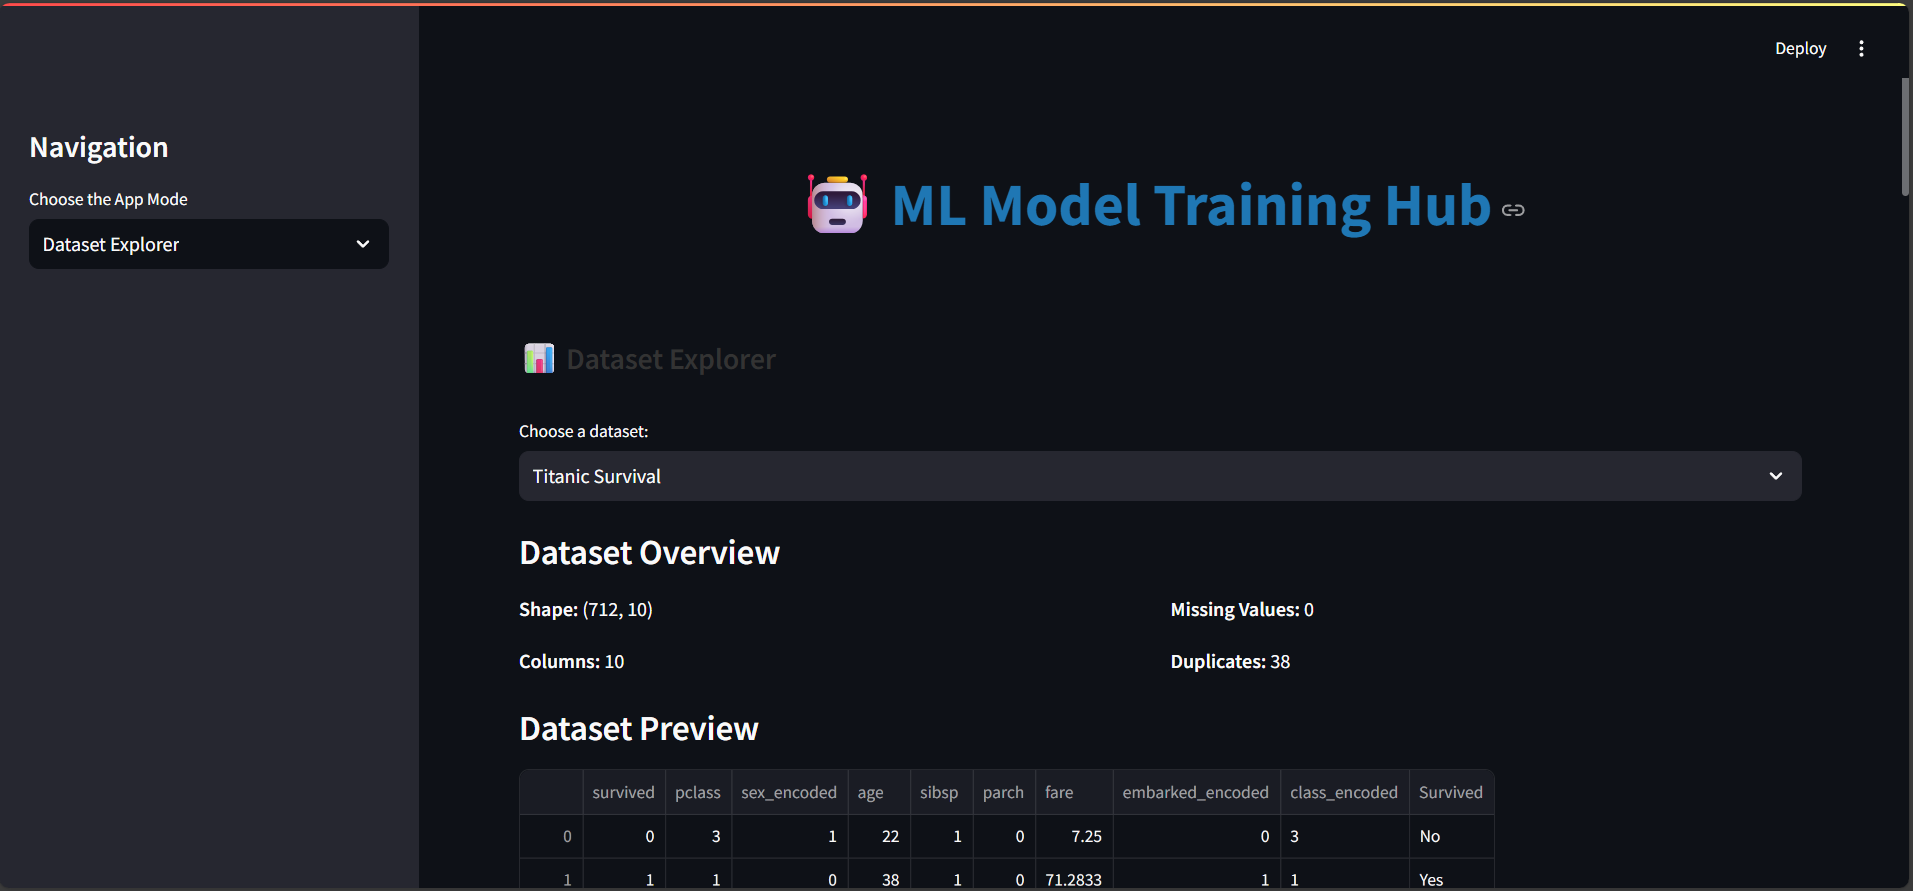 Deploy
Navigation
Choose the App Mode
Dataset Explorer
ML Model Training Hub
Dataset Explorer
Choose a dataset:
Titanic Survival
Dataset Overview
Shape: (712, 10) Missing Values: 0
Columns: 10 Duplicates: 38
Dataset Preview
survived pclass sex_encoded age sibsp parch fare embarked_encoded class_encoded Survived
0 0 3 1 22 1 0 7.25 0 3 No
1 1 1 0 38 1 0 71.2833 1 1 Yes